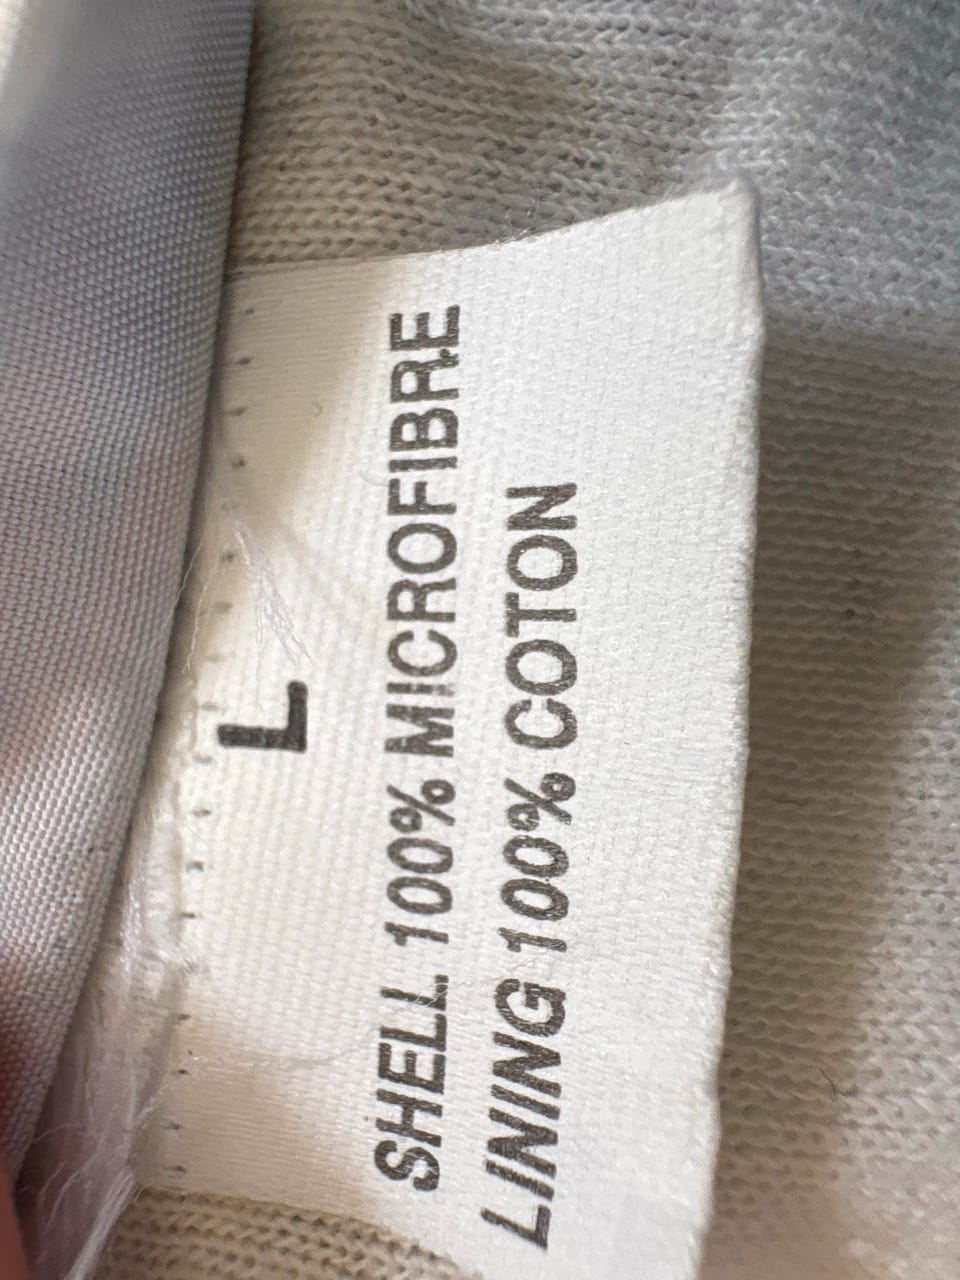 L
SHELL 100% MICROFIBRE
LINING 100% COTON